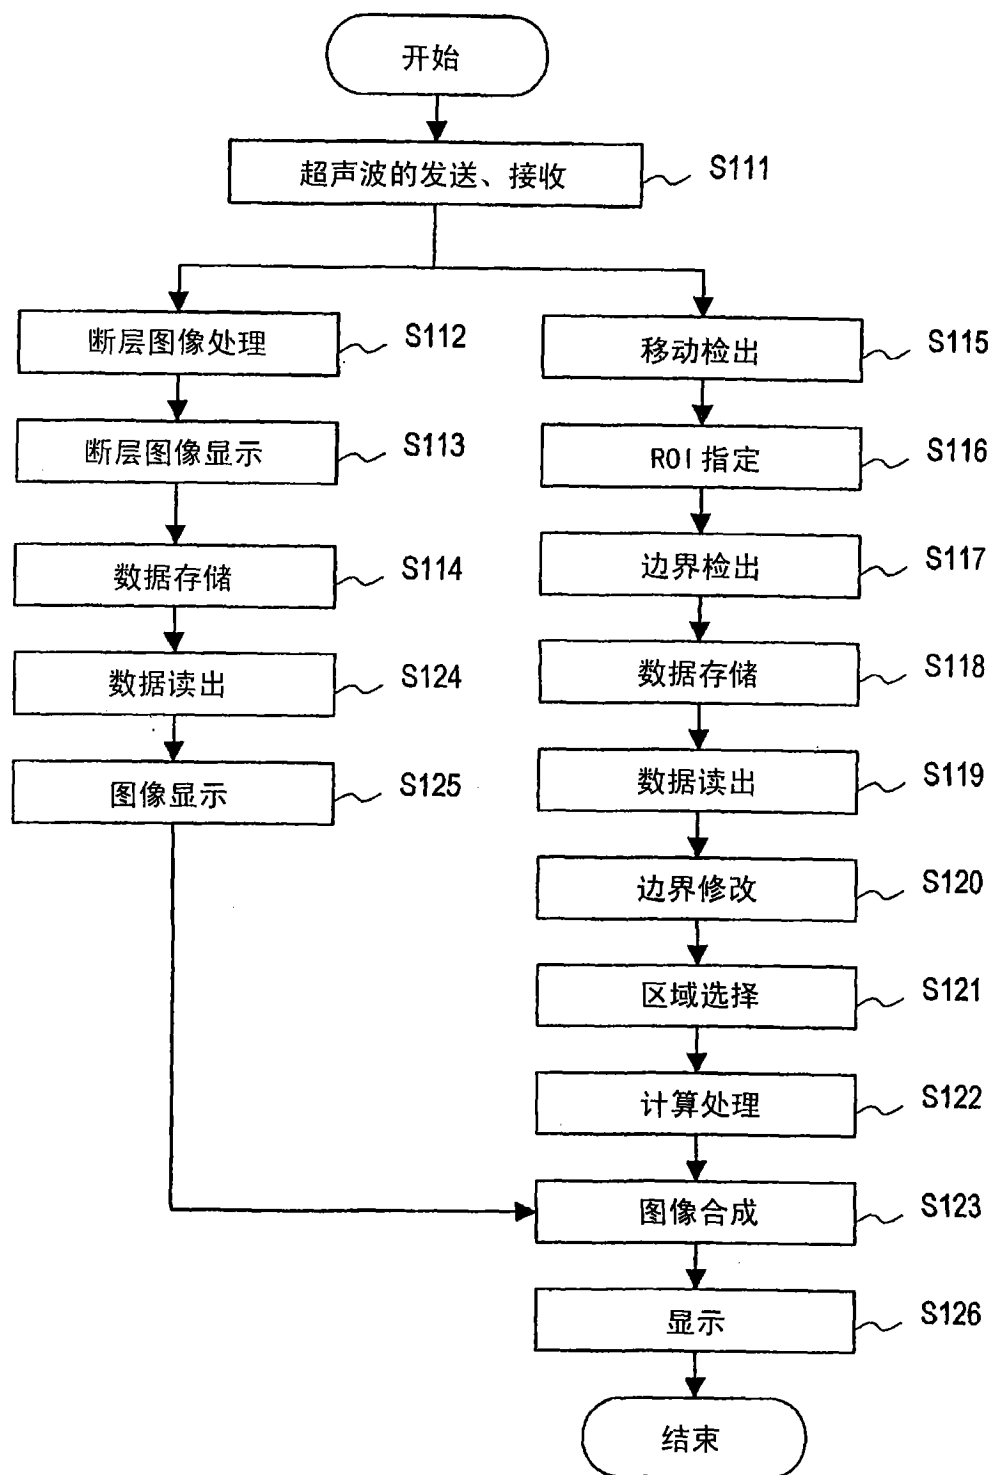 开始
超声波的发送、接收
S111
断层图像处理
S112
断层图像显示
S113
数据存储
S114
数据读出
S124
图像显示
S125
移动检出
S115
ROI指定
S116
边界检出
S117
数据存储
S118
数据读出
S119
边界修改
S120
区域选择
S121
计算处理
S122
图像合成
S123
显示
S126
结束